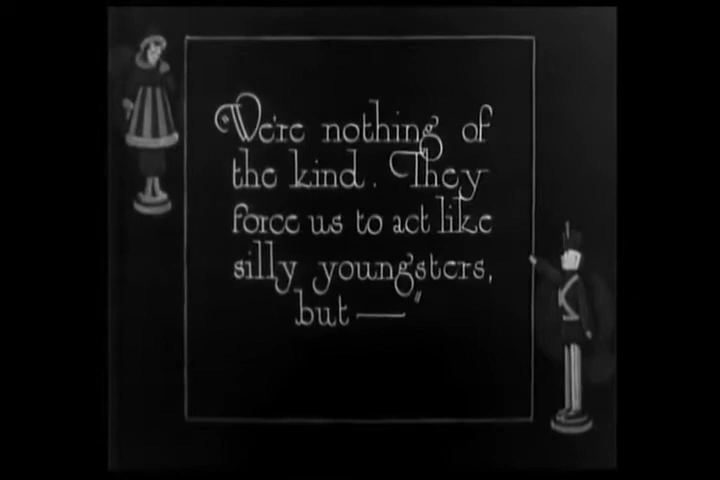 "We're nothing of
the kind. They
force us to act like
silly youngsters,
but —"